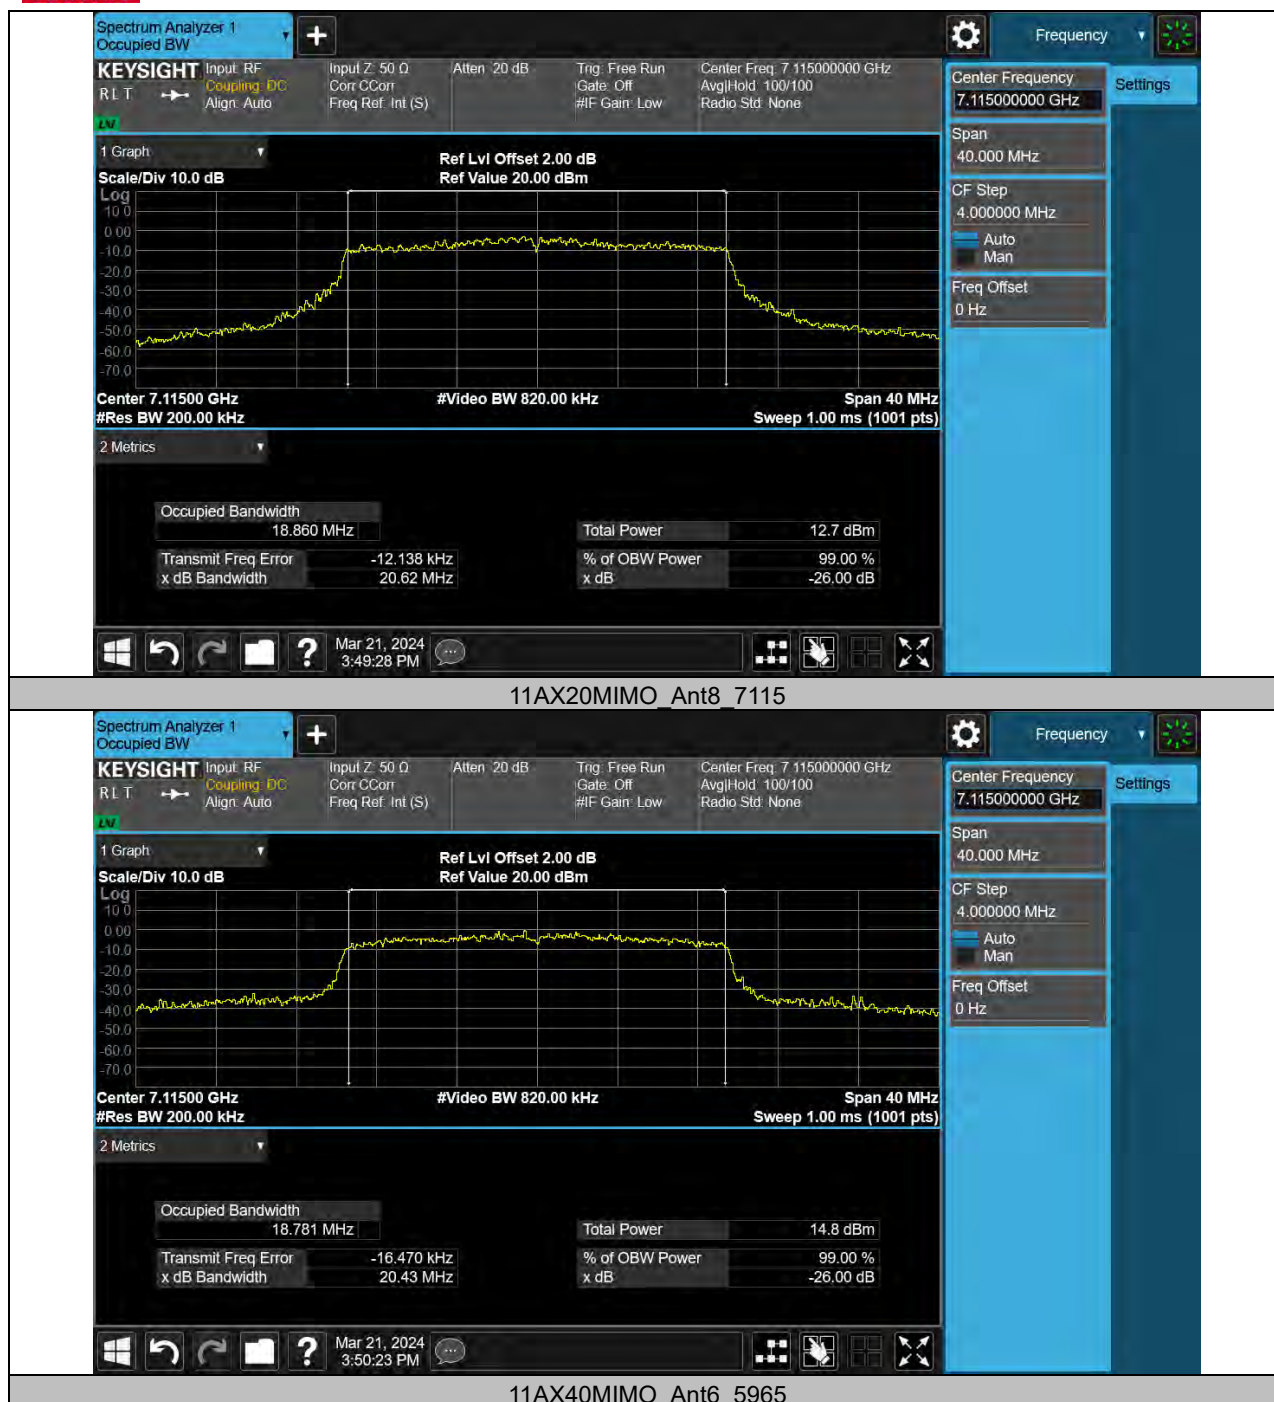 Spectrum Analyzer 1
Occupied BW
+
Frequency
KEYSIGHT
RLT
Input: RF
Coupling: DC
Align: Auto
Input Z: 50 Ω
Corr CCorr
Freq Ref: Int (S)
Atten: 20 dB
Trig: Free Run
Gate: Off
#IF Gain: Low
Center Freq: 7.115000000 GHz
Avg|Hold: 100/100
Radio Std: None
Center Frequency
7.115000000 GHz
Settings
Span
40.000 MHz
CF Step
4.000000 MHz
Auto
Man
Freq Offset
0 Hz
1 Graph
Scale/Div 10.0 dB
Ref Lvl Offset 2.00 dB
Ref Value 20.00 dBm
Log
10.0
0.00
-10.0
-20.0
-30.0
-40.0
-50.0
-60.0
-70.0
Center 7.11500 GHz
#Res BW 200.00 kHz
#Video BW 820.00 kHz
Span 40 MHz
Sweep 1.00 ms (1001 pts)
2 Metrics
Occupied Bandwidth
18.860 MHz
Total Power 12.7 dBm
Transmit Freq Error -12.138 kHz
% of OBW Power 99.00 %
x dB Bandwidth 20.62 MHz
x dB -26.00 dB
?
Mar 21, 2024
3:49:28 PM
11AX20MIMO_Ant8_7115
Spectrum Analyzer 1
Occupied BW
+
Frequency
KEYSIGHT
RLT
Input: RF
Coupling: DC
Align: Auto
Input Z: 50 Ω
Corr CCorr
Freq Ref: Int (S)
Atten: 20 dB
Trig: Free Run
Gate: Off
#IF Gain: Low
Center Freq: 7.115000000 GHz
Avg|Hold: 100/100
Radio Std: None
Center Frequency
7.115000000 GHz
Settings
Span
40.000 MHz
CF Step
4.000000 MHz
Auto
Man
Freq Offset
0 Hz
1 Graph
Scale/Div 10.0 dB
Ref Lvl Offset 2.00 dB
Ref Value 20.00 dBm
Log
10.0
0.00
-10.0
-20.0
-30.0
-40.0
-50.0
-60.0
-70.0
Center 7.11500 GHz
#Res BW 200.00 kHz
#Video BW 820.00 kHz
Span 40 MHz
Sweep 1.00 ms (1001 pts)
2 Metrics
Occupied Bandwidth
18.781 MHz
Total Power 14.8 dBm
Transmit Freq Error -16.470 kHz
% of OBW Power 99.00 %
x dB Bandwidth 20.43 MHz
x dB -26.00 dB
?
Mar 21, 2024
3:50:23 PM
11AX40MIMO_Ant6_5965